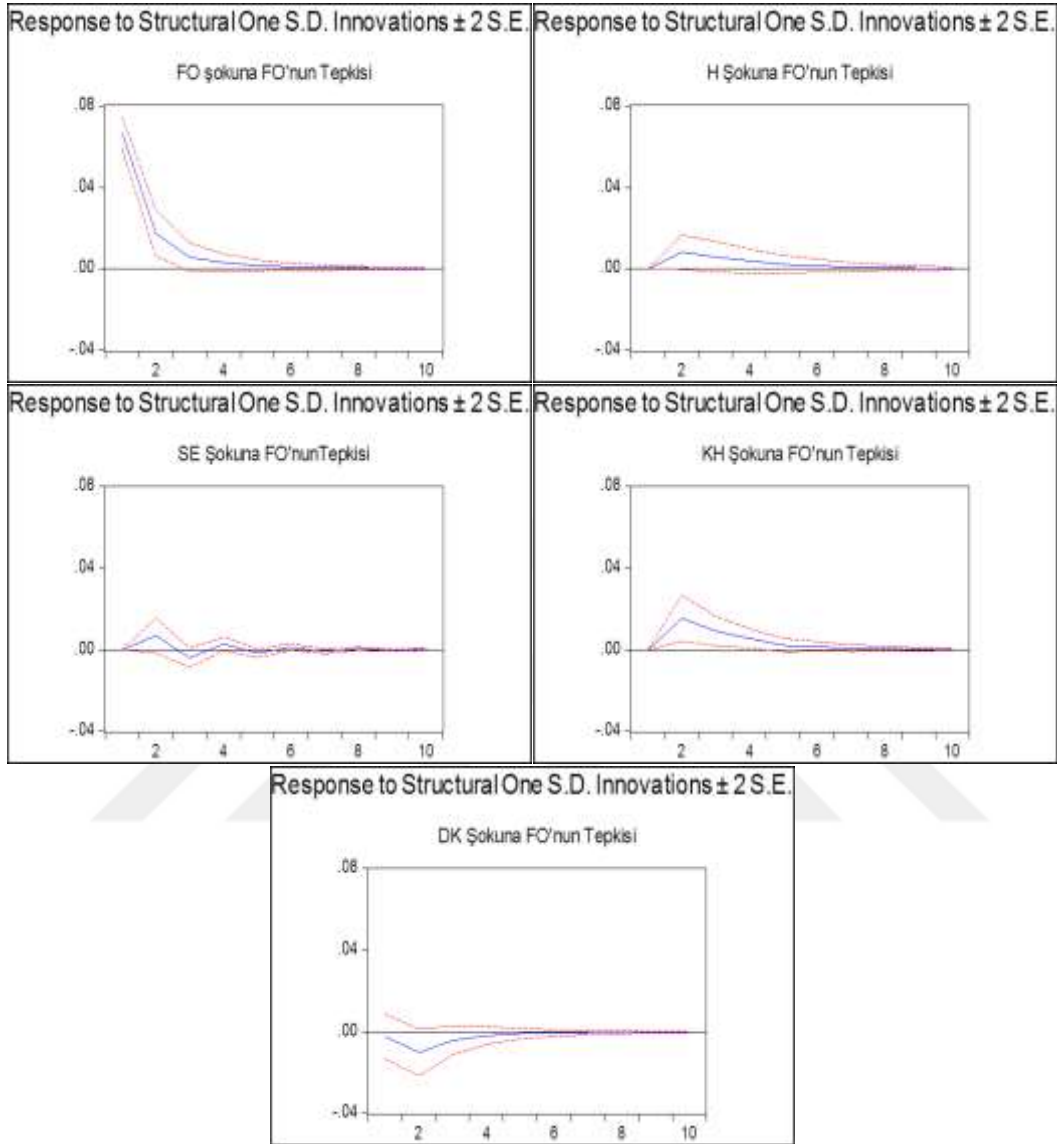 Response to Structural One S.D. Innovations ± 2 S.E.
FO şokuna FO'nun Tepkisi
.08
.04
.00
-.04
2 4 6 8 10
Response to Structural One S.D. Innovations ± 2 S.E.
H Şokuna FO'nun Tepkisi
.08
.04
.00
-.04
2 4 6 8 10
Response to Structural One S.D. Innovations ± 2 S.E.
SE Şokuna FO'nunTepkisi
.08
.04
.00
-.04
2 4 6 8 10
Response to Structural One S.D. Innovations ± 2 S.E.
KH Şokuna FO'nun Tepkisi
.08
.04
.00
-.04
2 4 6 8 10
Response to Structural One S.D. Innovations ± 2 S.E.
DK Şokuna FO'nun Tepkisi
.08
.04
.00
-.04
2 4 6 8 10